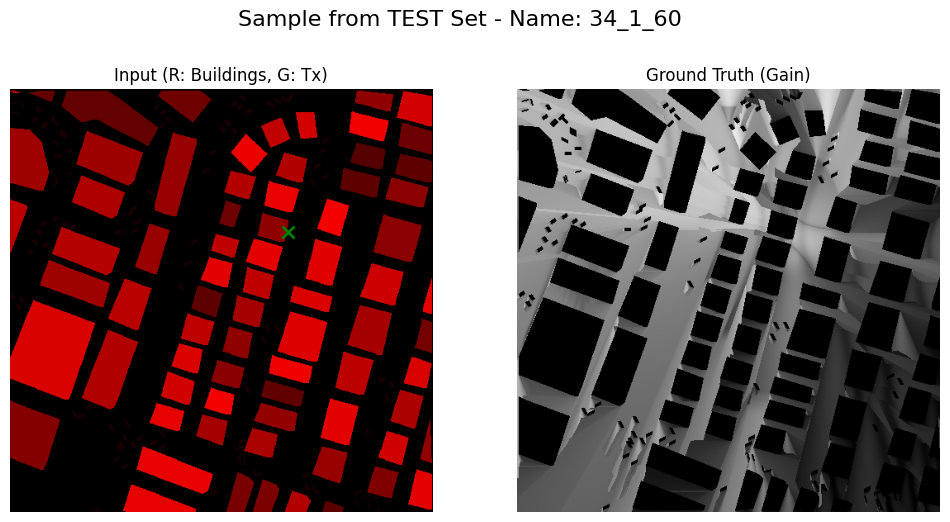 Sample from TEST Set - Name: 34_1_60
Input (R: Buildings, G: Tx)
Ground Truth (Gain)